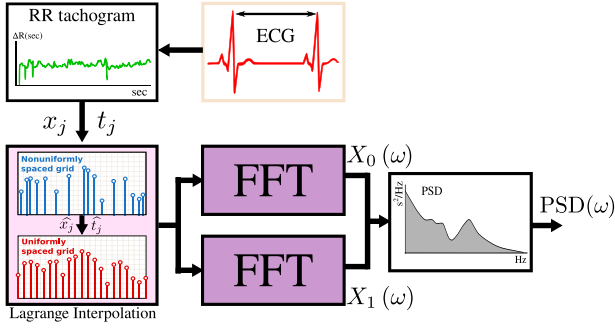 RR tachogram
ΔR(sec)
sec
ECG
x_j t_j
Nonuniformly
spaced grid
x̂_j t̂_j
Uniformly
spaced grid
Lagrange Interpolation
FFT
X_0 (ω)
FFT
X_1 (ω)
s²/Hz
PSD
Hz
PSD(ω)